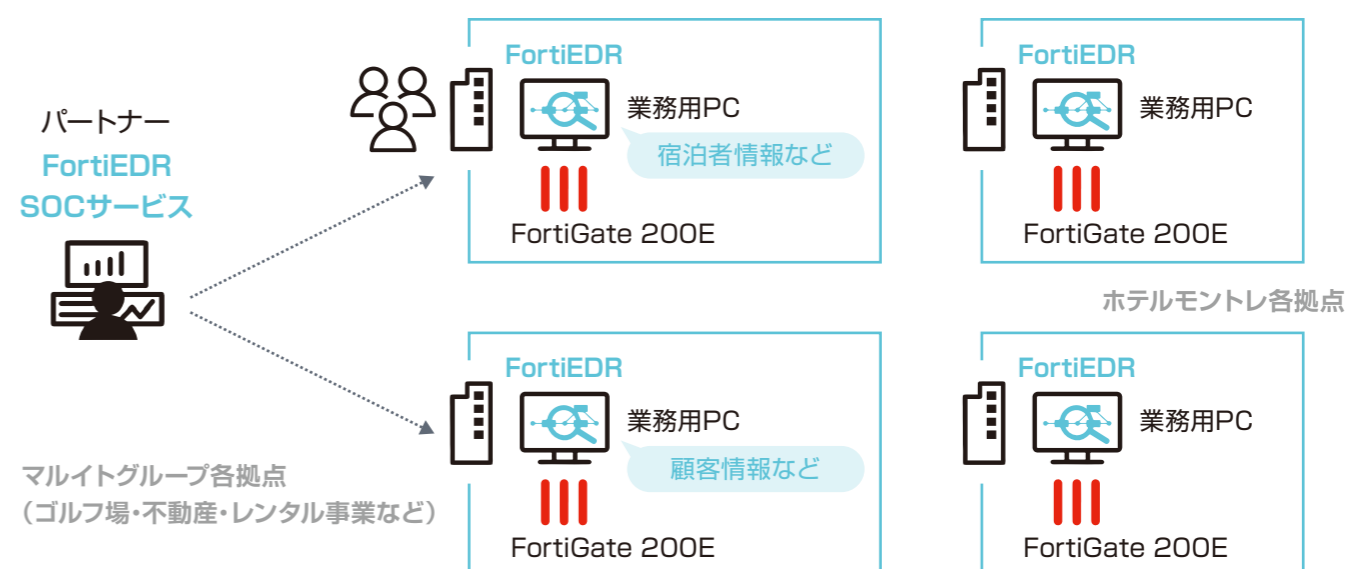 パートナー
FortiEDR
SOCサービス
FortiEDR
業務用PC
宿泊者情報など
FortiGate 200E
FortiEDR
業務用PC
FortiGate 200E
ホテルモントレ各拠点
FortiEDR
業務用PC
顧客情報など
FortiGate 200E
FortiEDR
業務用PC
FortiGate 200E
マルイトグループ各拠点
（ゴルフ場・不動産・レンタル事業など）